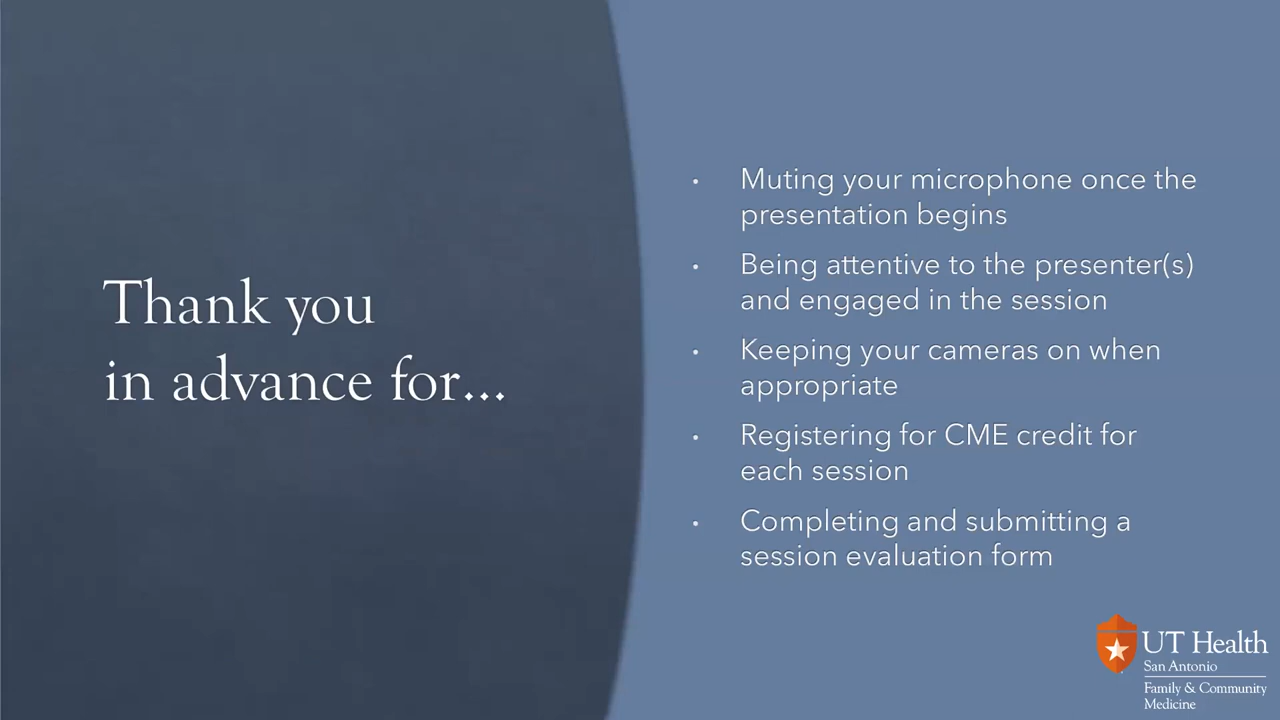 Thank you
in advance for...
• Muting your microphone once the
presentation begins
• Being attentive to the presenter(s)
and engaged in the session
• Keeping your cameras on when
appropriate
• Registering for CME credit for
each session
• Completing and submitting a
session evaluation form
UT Health
San Antonio
Family & Community
Medicine